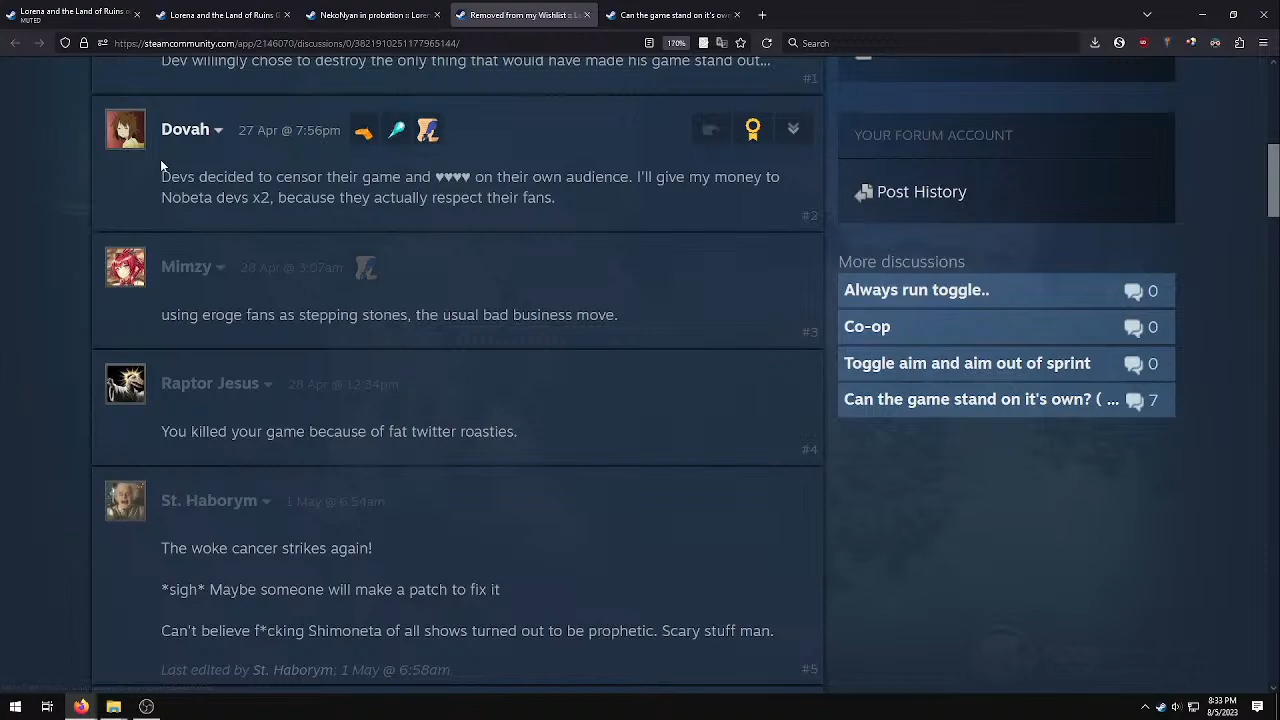 Lorena and the Land of Ruins o
MUTED
Lorena and the Land of Ruins G
NekoNyan in probation :: Loren
Removed from my Wishlist :: L
Can the game stand on it's ow
https://steamcommunity.com/app/2146070/discussions/0/3821910251177965144/
170%
Search
Dev willingly chose to destroy the only thing that would have made his game stand out...
#1
Dovah 27 Apr @ 7:56pm
Devs decided to censor their game and ♥♥♥♥ on their own audience. I'll give my money to
Nobeta devs x2, because they actually respect their fans.
#2
Mimzy 28 Apr @ 3:07am
using eroge fans as stepping stones, the usual bad business move.
#3
Raptor Jesus 28 Apr @ 12:34pm
You killed your game because of fat twitter roasties.
#4
St. Haborym 1 May @ 6:54am
The woke cancer strikes again!
*sigh* Maybe someone will make a patch to fix it
Can't believe f*cking Shimoneta of all shows turned out to be prophetic. Scary stuff man.
Last edited by St. Haborym; 1 May @ 6:58am
#5
YOUR FORUM ACCOUNT
Post History
More discussions
Always run toggle.. 0
Co-op 0
Toggle aim and aim out of sprint 0
Can the game stand on it's own? ( ... 7
8:33 PM
8/5/2023